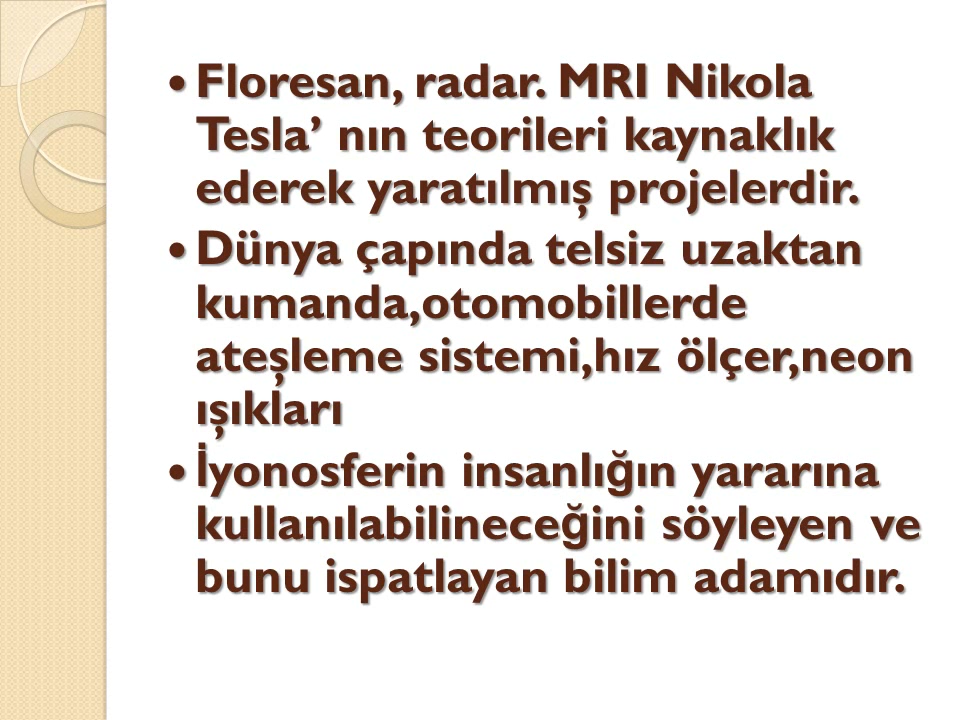 • Floresan, radar. MRI Nikola
Tesla’ nın teorileri kaynaklık
ederek yaratılmış projelerdir.
• Dünya çapında telsiz uzaktan
kumanda,otomobillerde
ateşleme sistemi,hız ölçer,neon
ışıkları
• İyonosferin insanlığın yararına
kullanılabilineceğini söyleyen ve
bunu ispatlayan bilim adamıdır.